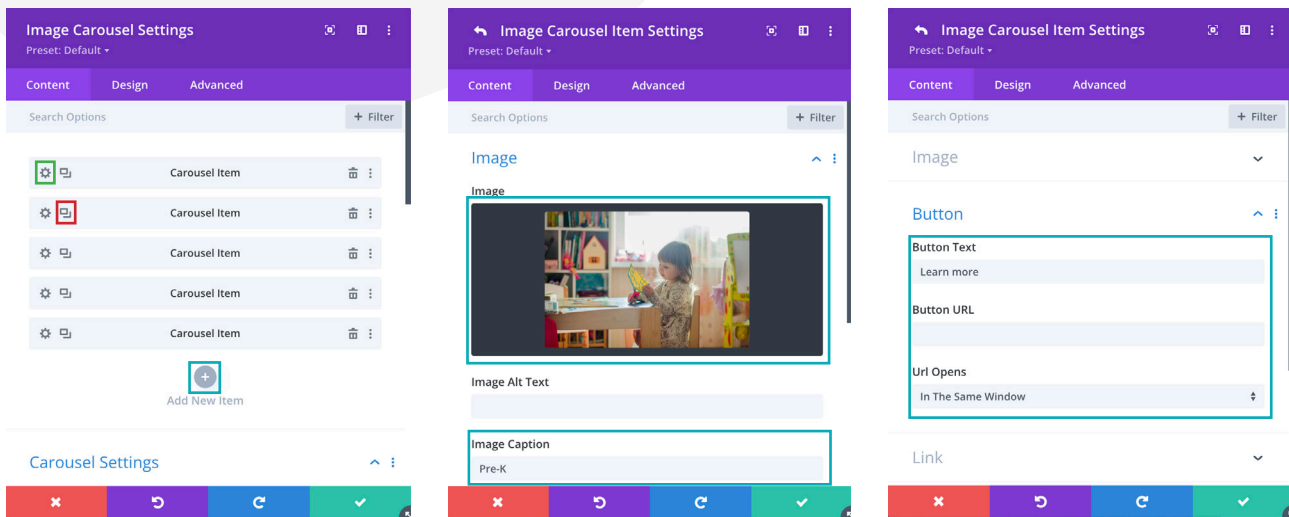 Image Carousel Settings
Preset: Default
Content Design Advanced
Search Options
+ Filter
Carousel Item
Carousel Item
Carousel Item
Carousel Item
Carousel Item
Add New Item
Carousel Settings
Image Carousel Item Settings
Preset: Default
Content Design Advanced
Search Options
+ Filter
Image
Image
Image Alt Text
Image Caption
Pre-K
Image Carousel Item Settings
Preset: Default
Content Design Advanced
Search Options
+ Filter
Image
Button
Button Text
Learn more
Button URL
Url Opens
In The Same Window
Link